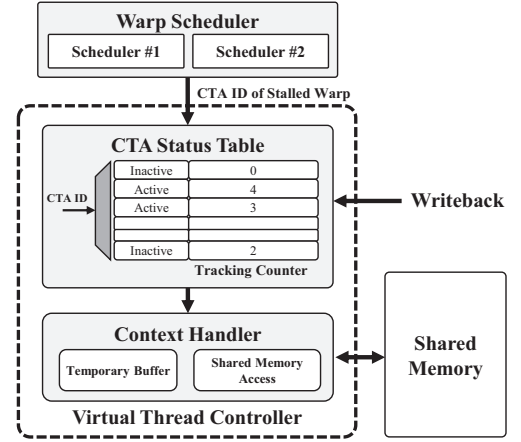 Warp Scheduler
Scheduler #1 Scheduler #2
CTA ID of Stalled Warp
CTA Status Table
Inactive 0
CTA ID
Active 4
Active 3
Writeback
Inactive 2
Tracking Counter
Context Handler
Temporary Buffer
Shared Memory
Access
Shared
Memory
Virtual Thread Controller